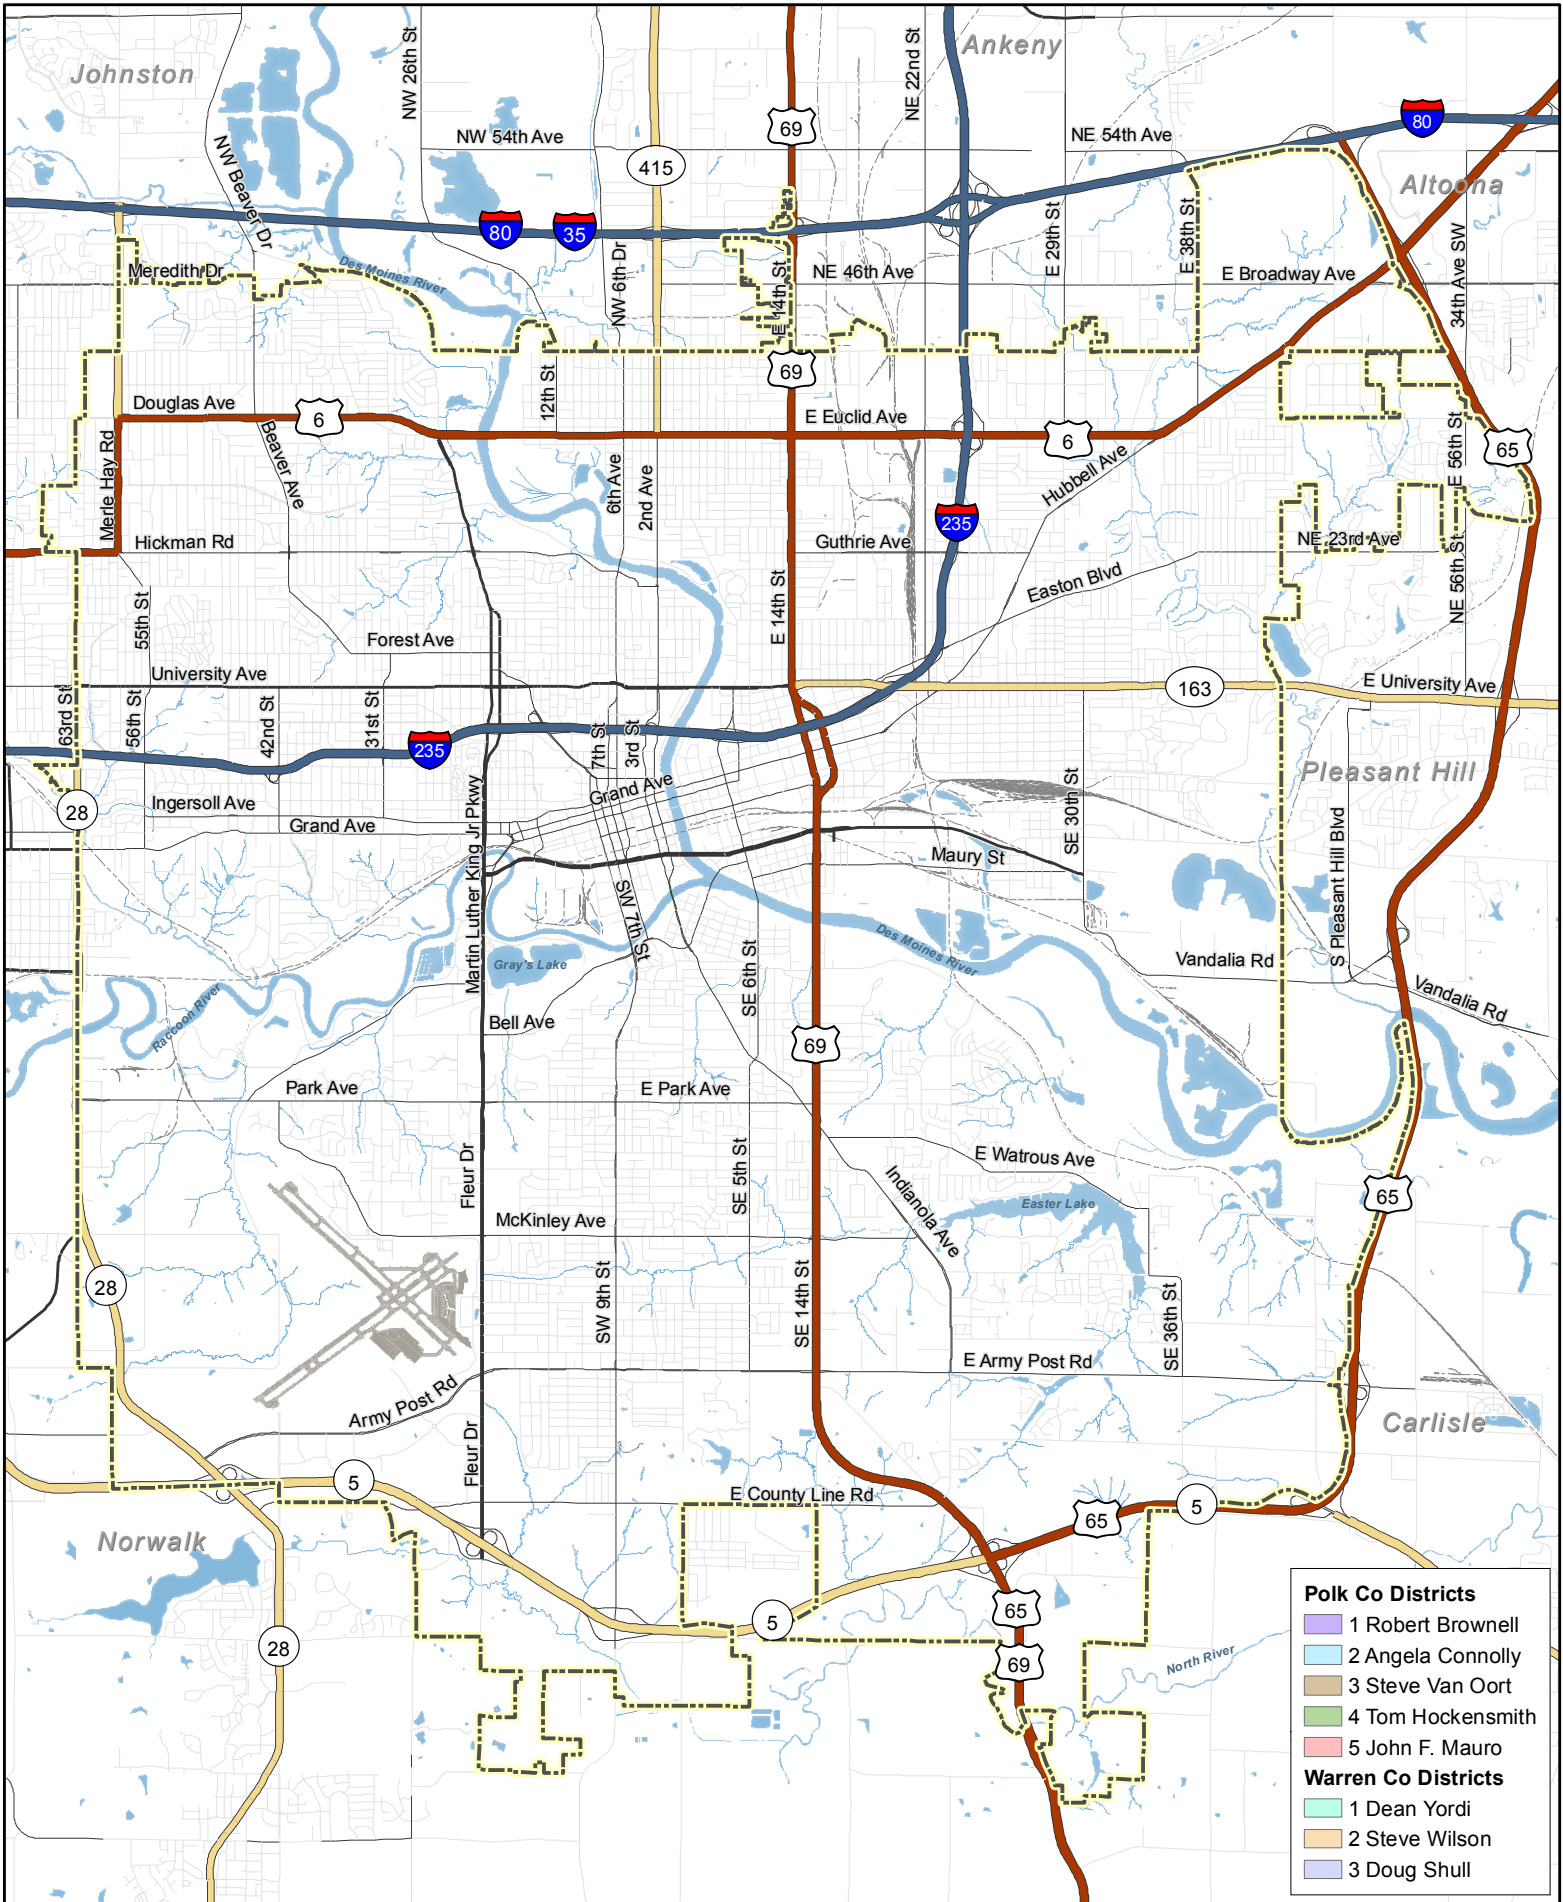 Johnston
Ankeny
NW 26th St
NE 22nd St
69
80
NW 54th Ave
NE 54th Ave
415
NW Beaver Dr
Altoona
80
35
E 29th St
E 38th St
34th Ave SW
Meredith Dr
Des Moines River
NW 6th Dr
E 14th St
NE 46th Ave
E Broadway Ave
69
12th St
Douglas Ave
6
E Euclid Ave
6
Merle Hay Rd
Beaver Ave
6th Ave
2nd Ave
Hubbell Ave
E 56th St
65
235
Hickman Rd
Guthrie Ave
NE 23rd Ave
Easton Blvd
55th St
E 14th St
NE 56th St
Forest Ave
University Ave
163
E University Ave
63rd St
56th St
42nd St
31st St
235
7th St
3rd St
Pleasant Hill
28
Ingersoll Ave
Grand Ave
Grand Ave
Martin Luther King Jr Pkwy
SE 30th St
S Pleasant Hill Blvd
Maury St
SW 7th St
Gray's Lake
SE 6th St
Des Moines River
Vandalia Rd
Vandalia Rd
Raccoon River
Bell Ave
69
Park Ave
E Park Ave
Fleur Dr
SE 5th St
E Watrous Ave
Indianola Ave
Easter Lake
65
McKinley Ave
28
SW 9th St
SE 14th St
SE 36th St
E Army Post Rd
Army Post Rd
Carlisle
Fleur Dr
5
E County Line Rd
65
5
Norwalk
5
65
28
69
North River
Polk Co Districts
1 Robert Brownell
2 Angela Connolly
3 Steve Van Oort
4 Tom Hockensmith
5 John F. Mauro
Warren Co Districts
1 Dean Yordi
2 Steve Wilson
3 Doug Shull